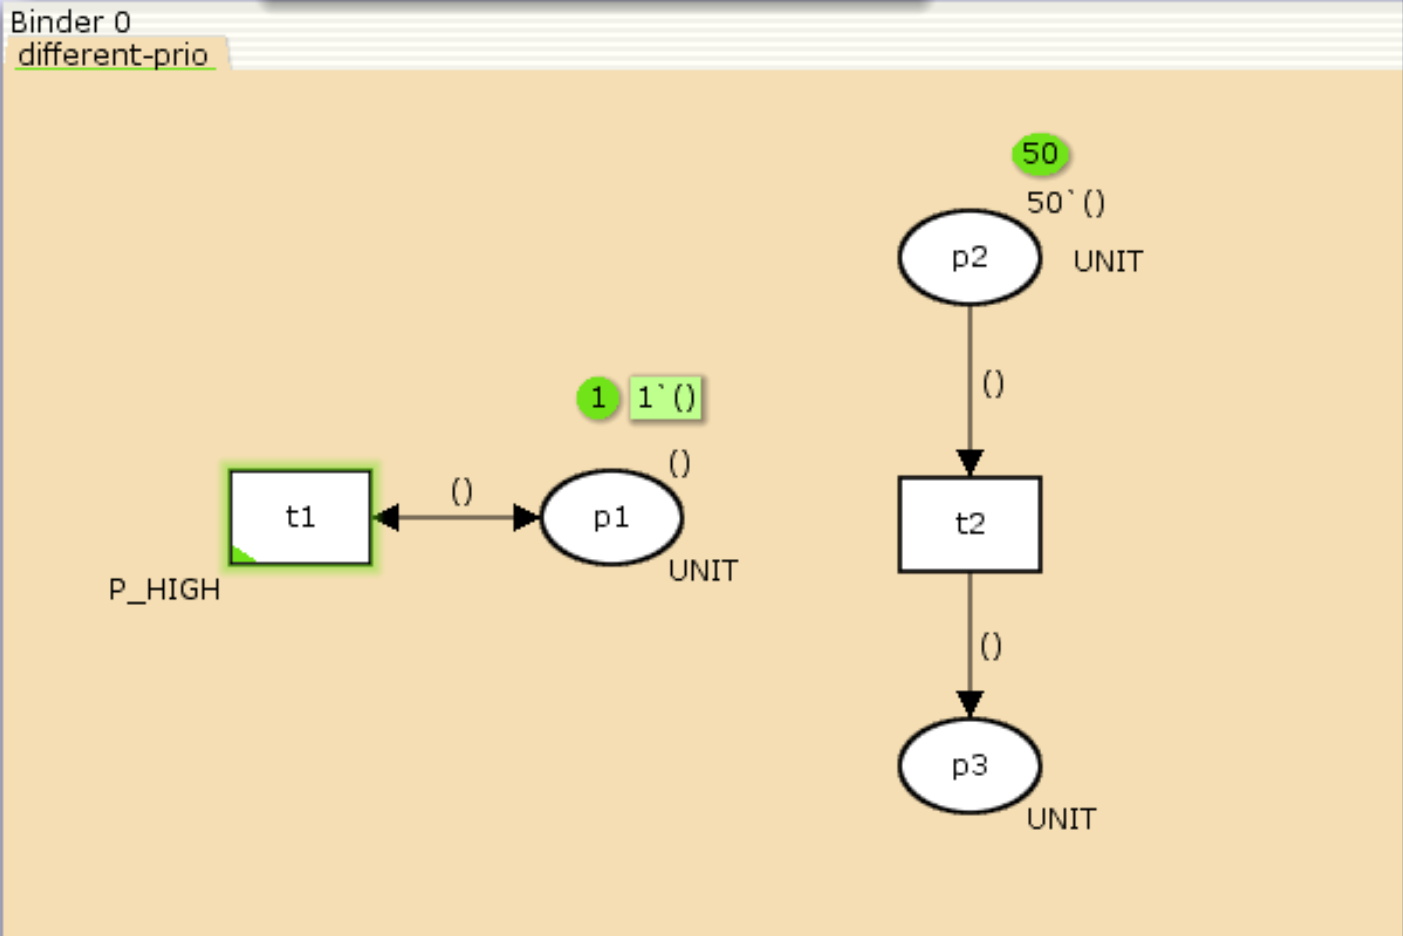 Binder 0
different-prio
50
50`()
p2
UNIT
()
1
1`()
()
t1
()
p1
t2
UNIT
P_HIGH
()
p3
UNIT